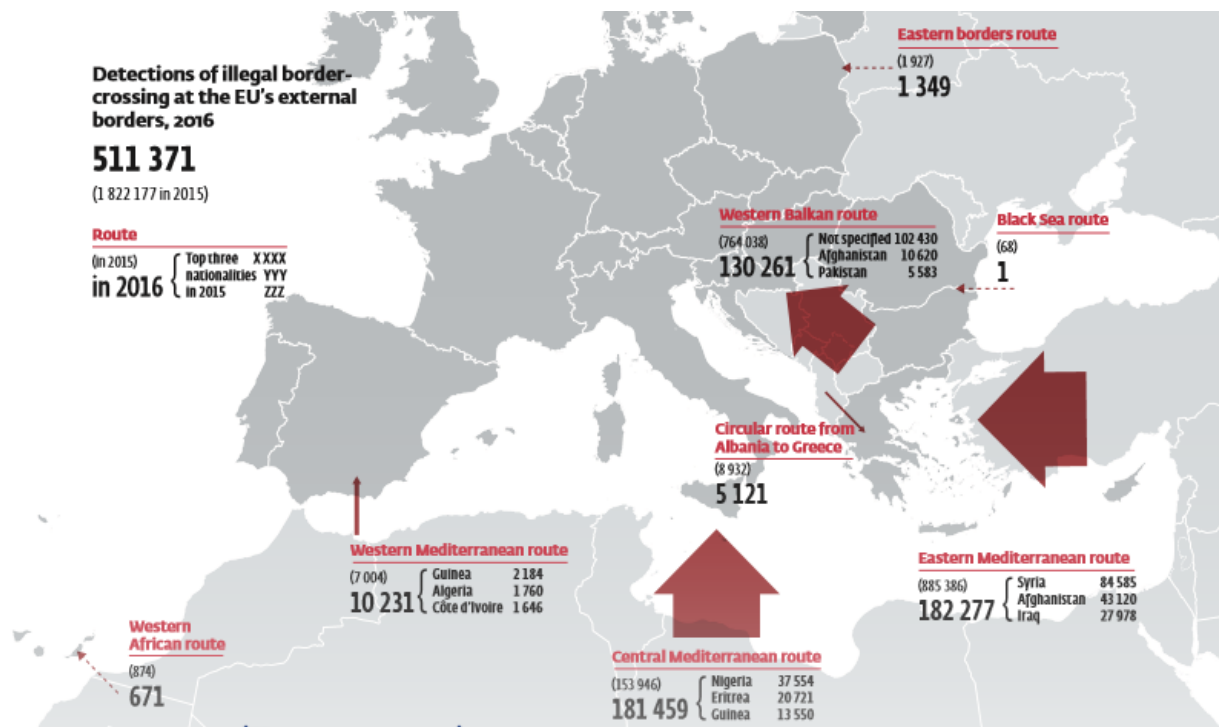 Detections of illegal border-
crossing at the EU's external
borders, 2016
511 371
(1 822 177 in 2015)
Route
(in 2015)
in 2016
Top three XXXX
nationalities YYY
in 2015 ZZZ
Eastern borders route
(1 927)
1 349
Western Balkan route
(764 038)
130 261
Not specified 102 430
Afghanistan 10 620
Pakistan 5 583
Black Sea route
(68)
1
Circular route from
Albania to Greece
(8 932)
5 121
Western Mediterranean route
(7 004)
10 231
Guinea 2 184
Algeria 1 760
Côte d'Ivoire 1 646
Eastern Mediterranean route
(885 386)
182 277
Syria 84 585
Afghanistan 43 120
Iraq 27 978
Western
African route
(874)
671
Central Mediterranean route
(153 946)
181 459
Nigeria 37 554
Eritrea 20 721
Guinea 13 550